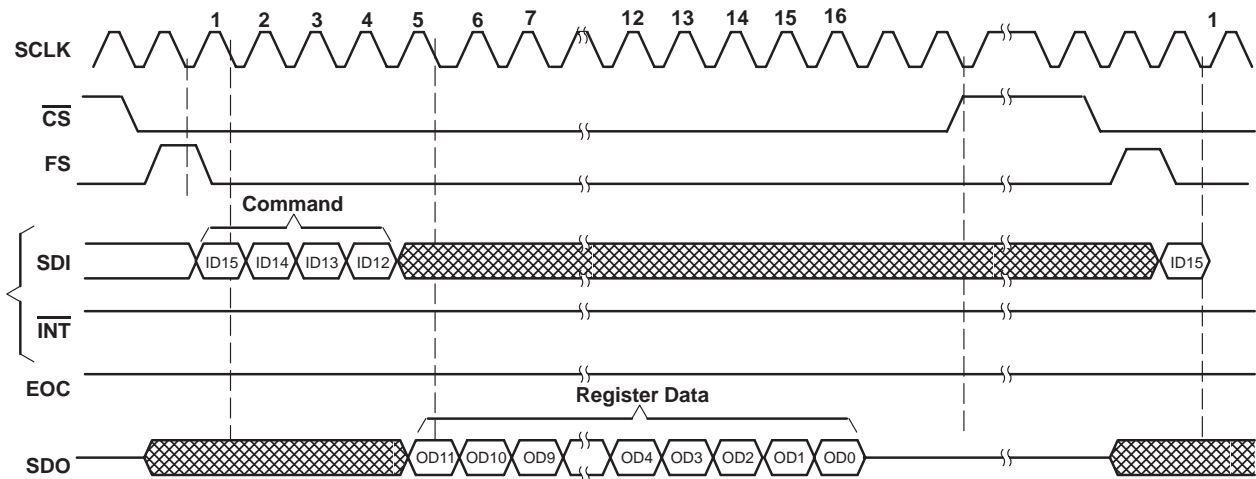 1 2 3 4 5 6 7 12 13 14 15 16 1
SCLK
CS
FS
Command
SDI ID15 ID14 ID13 ID12 ID15
INT
EOC
Register Data
SDO OD11 OD10 OD9 OD4 OD3 OD2 OD1 OD0